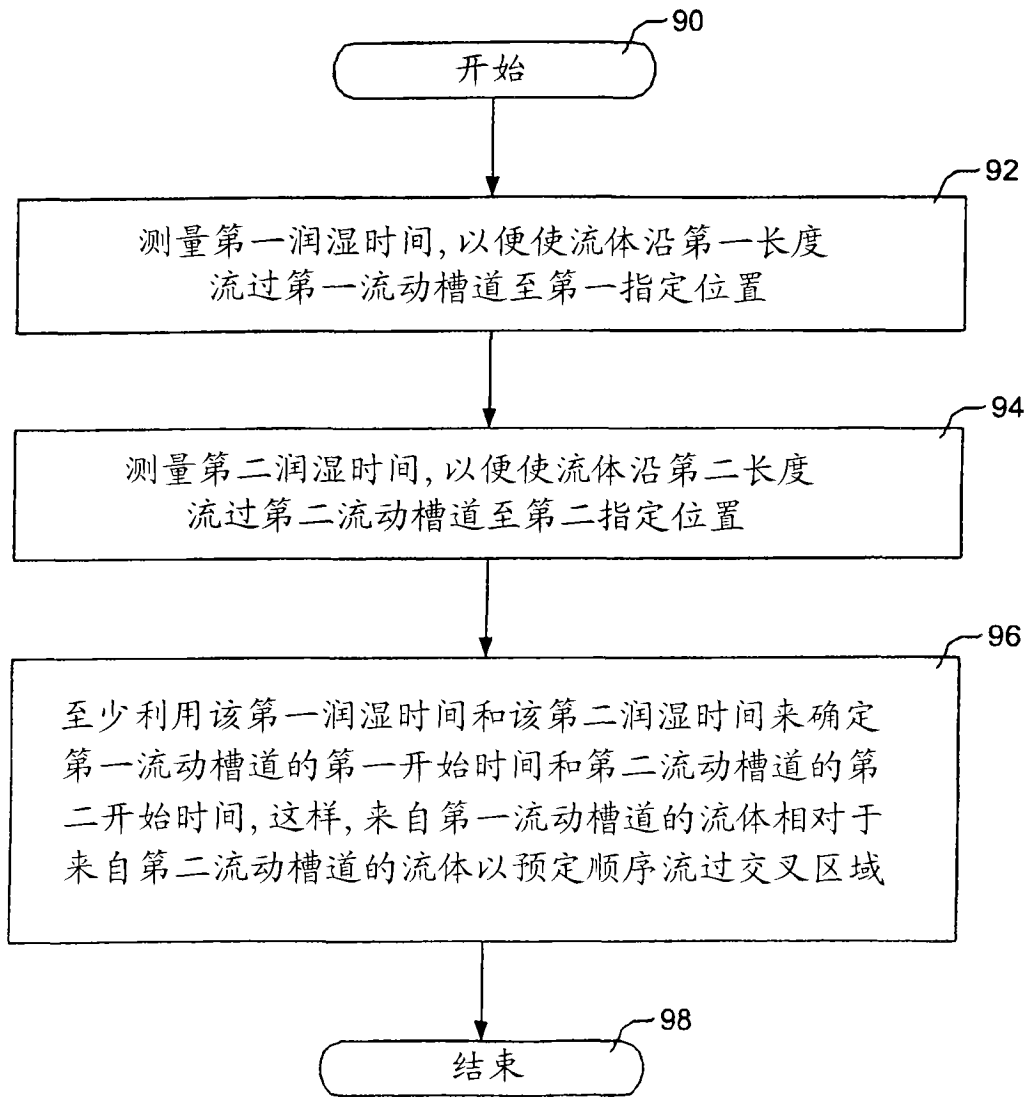 90
开始
92
测量第一润湿时间,以便使流体沿第一长度
流过第一流动槽道至第一指定位置
94
测量第二润湿时间,以便使流体沿第二长度
流过第二流动槽道至第二指定位置
96
至少利用该第一润湿时间和该第二润湿时间来确定
第一流动槽道的第一开始时间和第二流动槽道的第
二开始时间,这样,来自第一流动槽道的流体相对于
来自第二流动槽道的流体以预定顺序流过交叉区域
98
结束